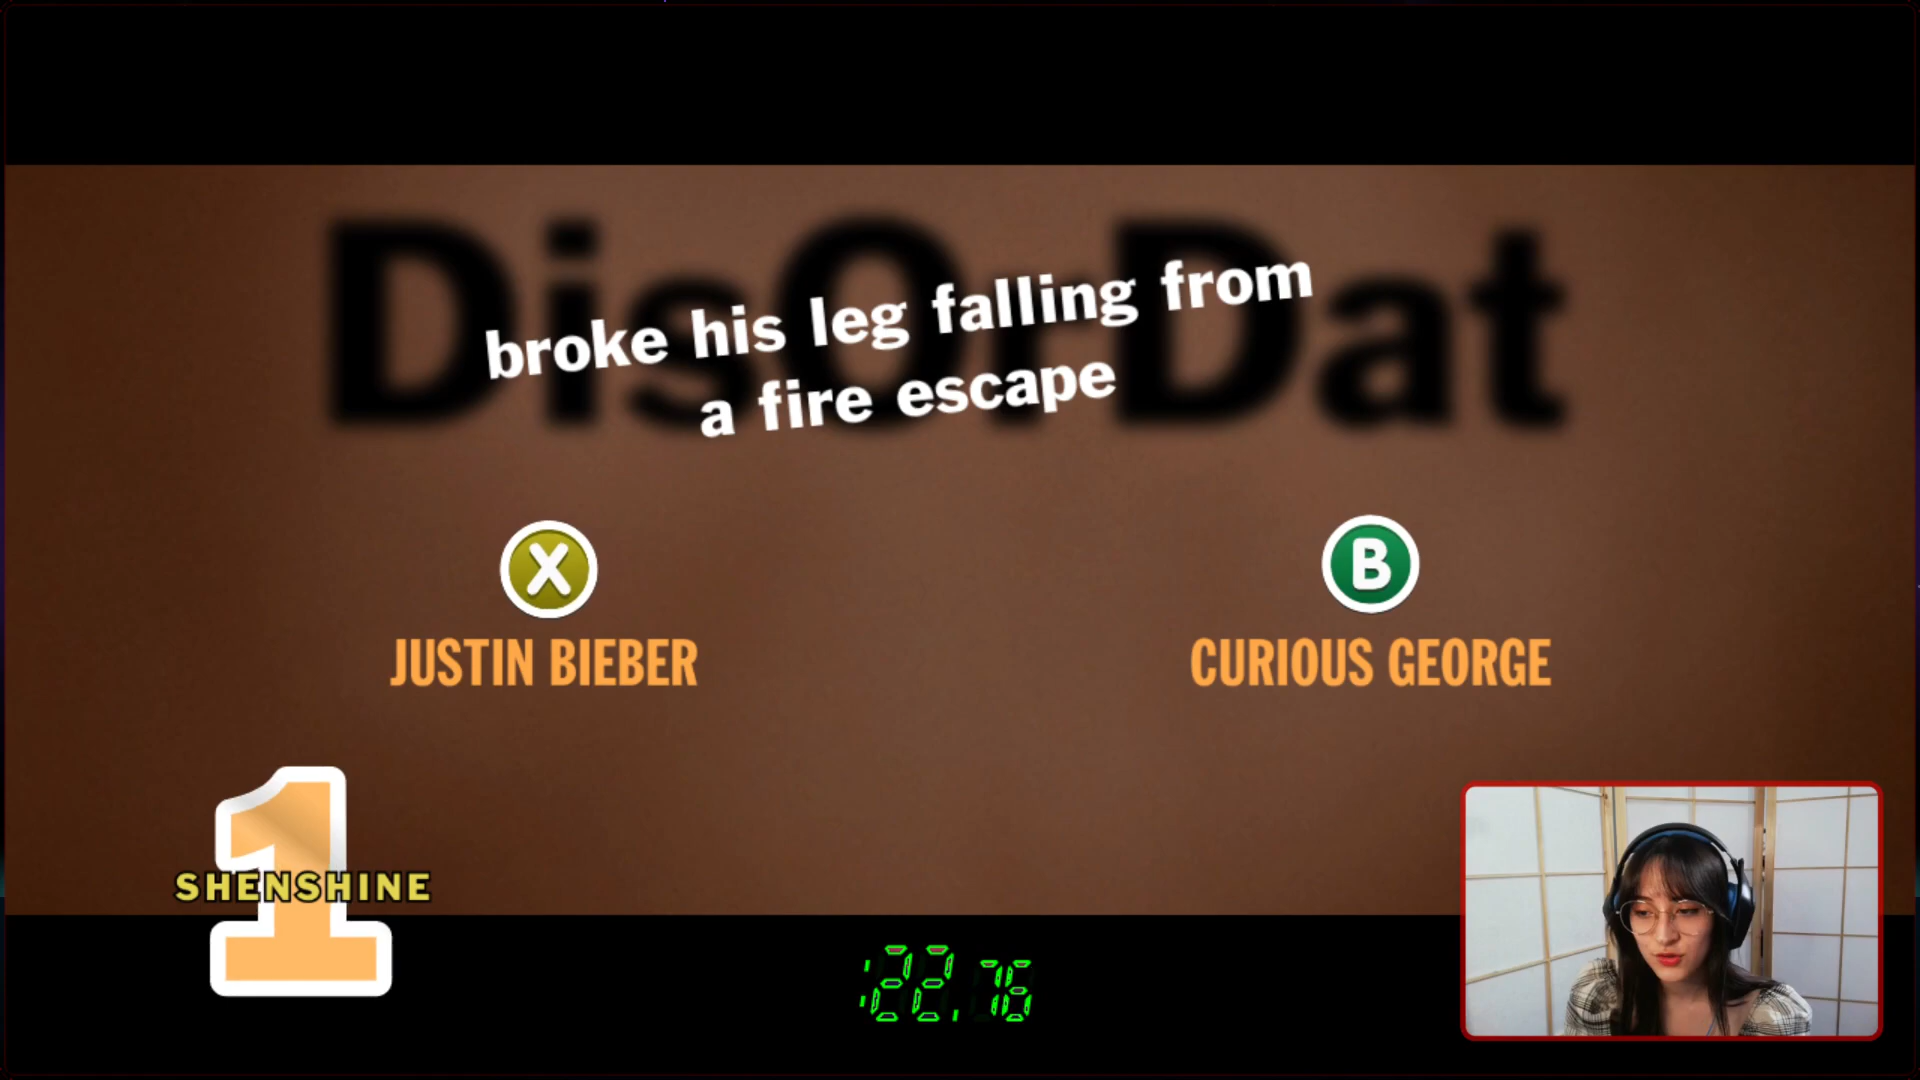 DisOrDat
broke his leg falling from
a fire escape
X
B
JUSTIN BIEBER
CURIOUS GEORGE
1
SHENSHINE
:22.76